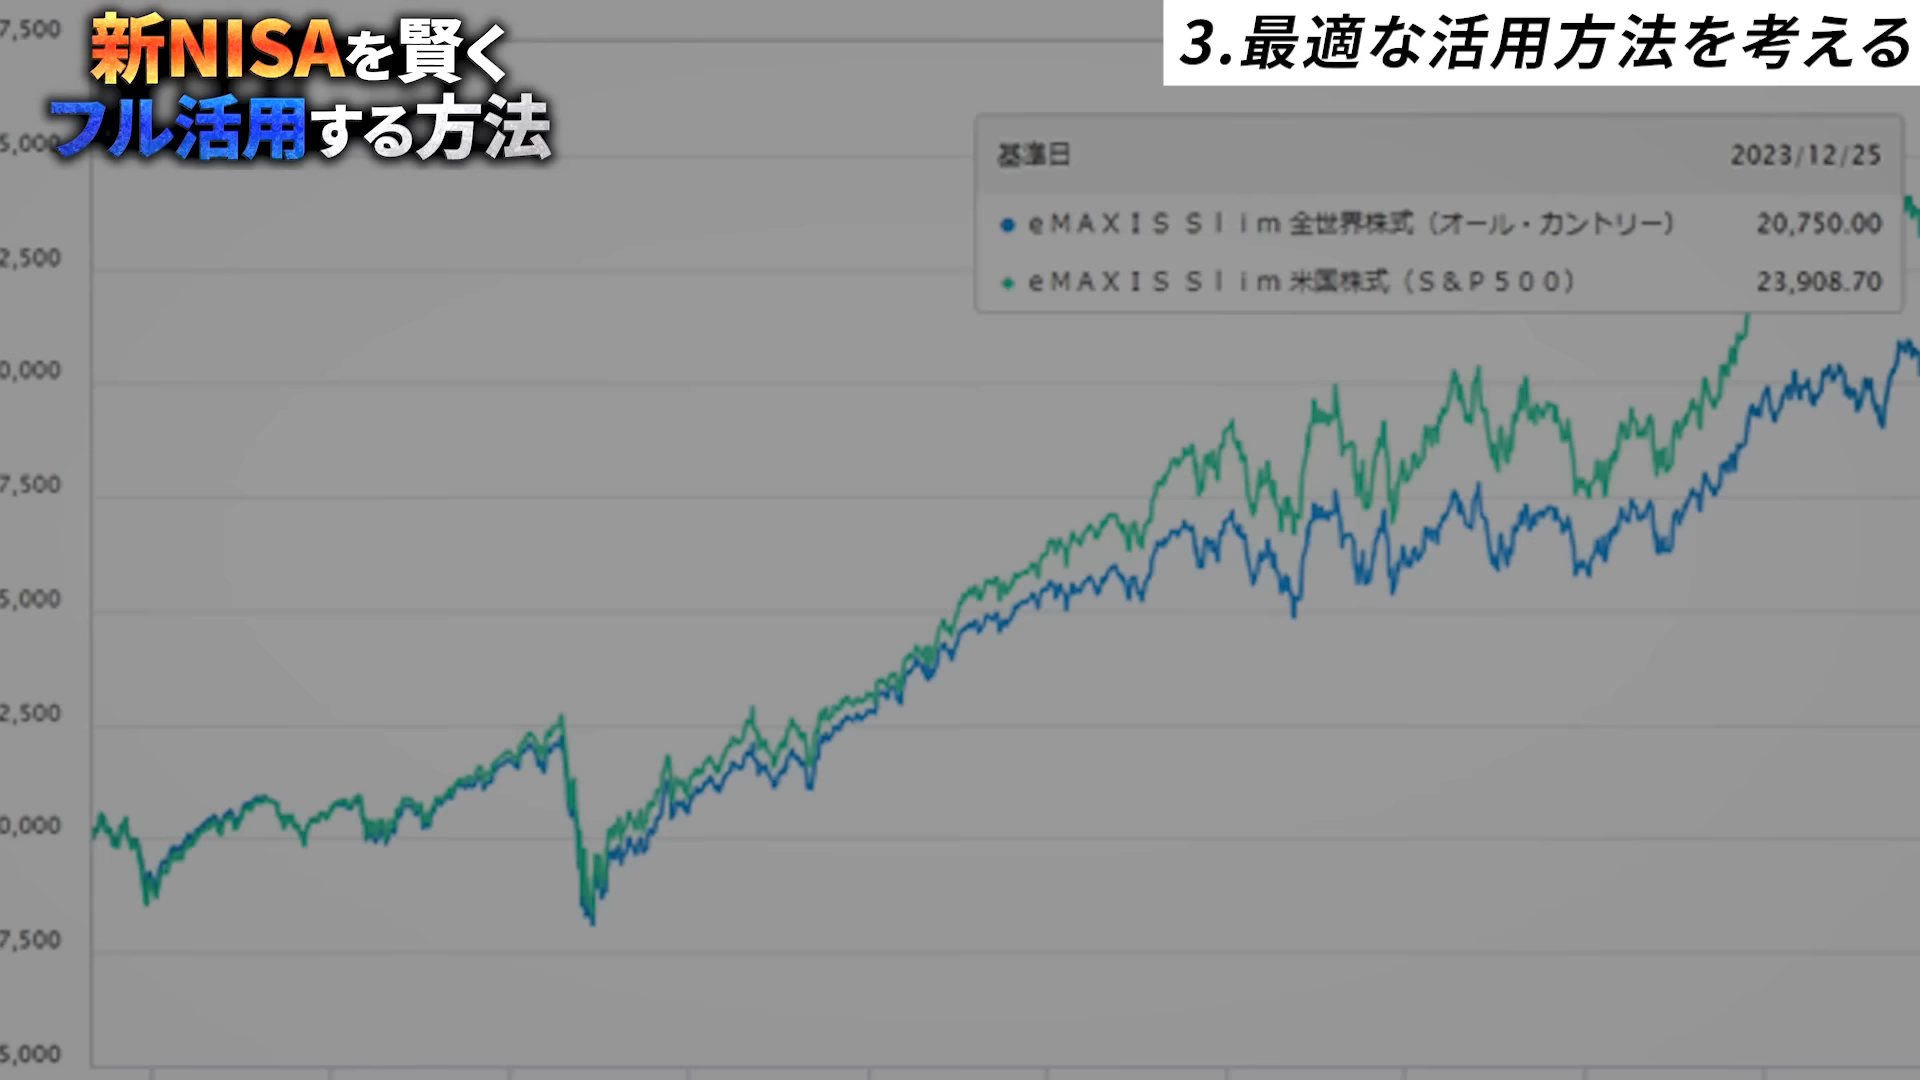 新NISAを賢く
フル活用する方法
3.最適な活用方法を考える
基準日 2023/12/25
eMAXIS Slim 全世界株式（オール・カントリー） 20,750.00
eMAXIS Slim 米国株式（S&P500） 23,908.70
7,500
5,000
2,500
0,000
7,500
5,000
2,500
0,000
7,500
5,000